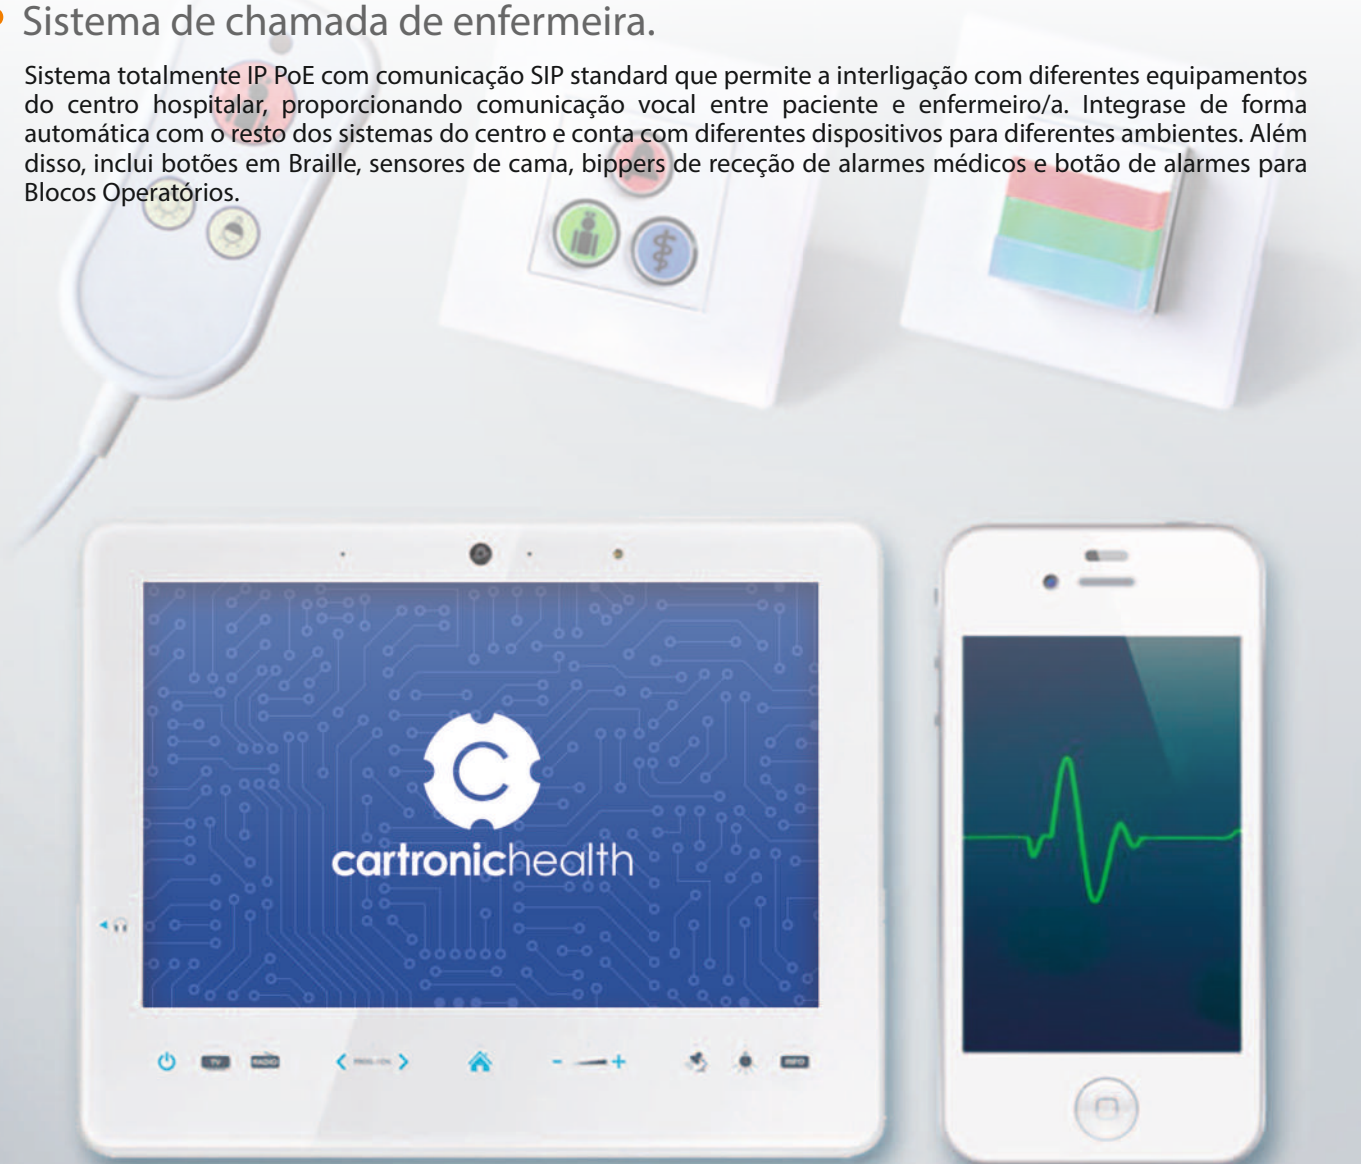 Sistema de chamada de enfermeira.
Sistema totalmente IP PoE com comunicação SIP standard que permite a interligação com diferentes equipamentos
do centro hospitalar, proporcionando comunicação vocal entre paciente e enfermeiro/a. Integrase de forma
automática com o resto dos sistemas do centro e conta com diferentes dispositivos para diferentes ambientes. Além
disso, inclui botões em Braille, sensores de cama, bippers de receção de alarmes médicos e botão de alarmes para
Blocos Operatórios.
C
cartronichealth
TV RADIO - + INFO